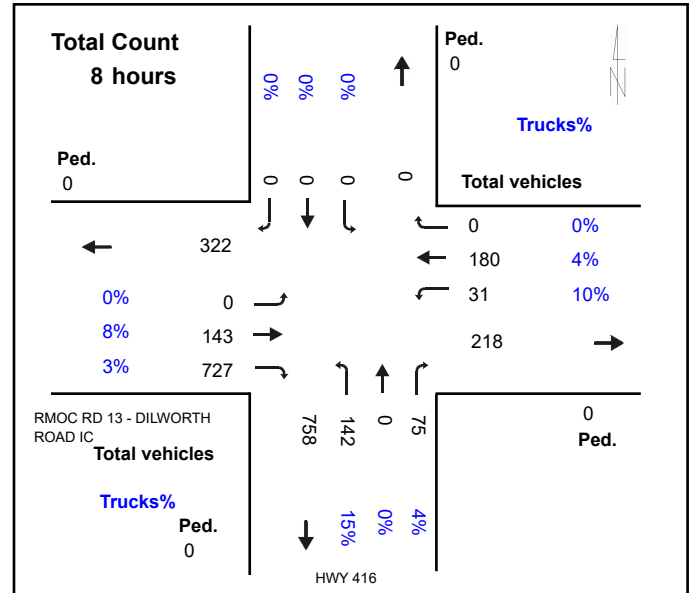 Total Count
8 hours
Ped.
0
0% 0% 0%
Ped.
0
N
Trucks%
0 0 0 0
Total vehicles
322
0 0%
180 4%
31 10%
218
0% 0
8% 143
3% 727
RMOC RD 13 - DILWORTH
ROAD IC
Total vehicles
Trucks%
Ped.
0
758 142 0 75
15% 0% 4%
0
Ped.
HWY 416